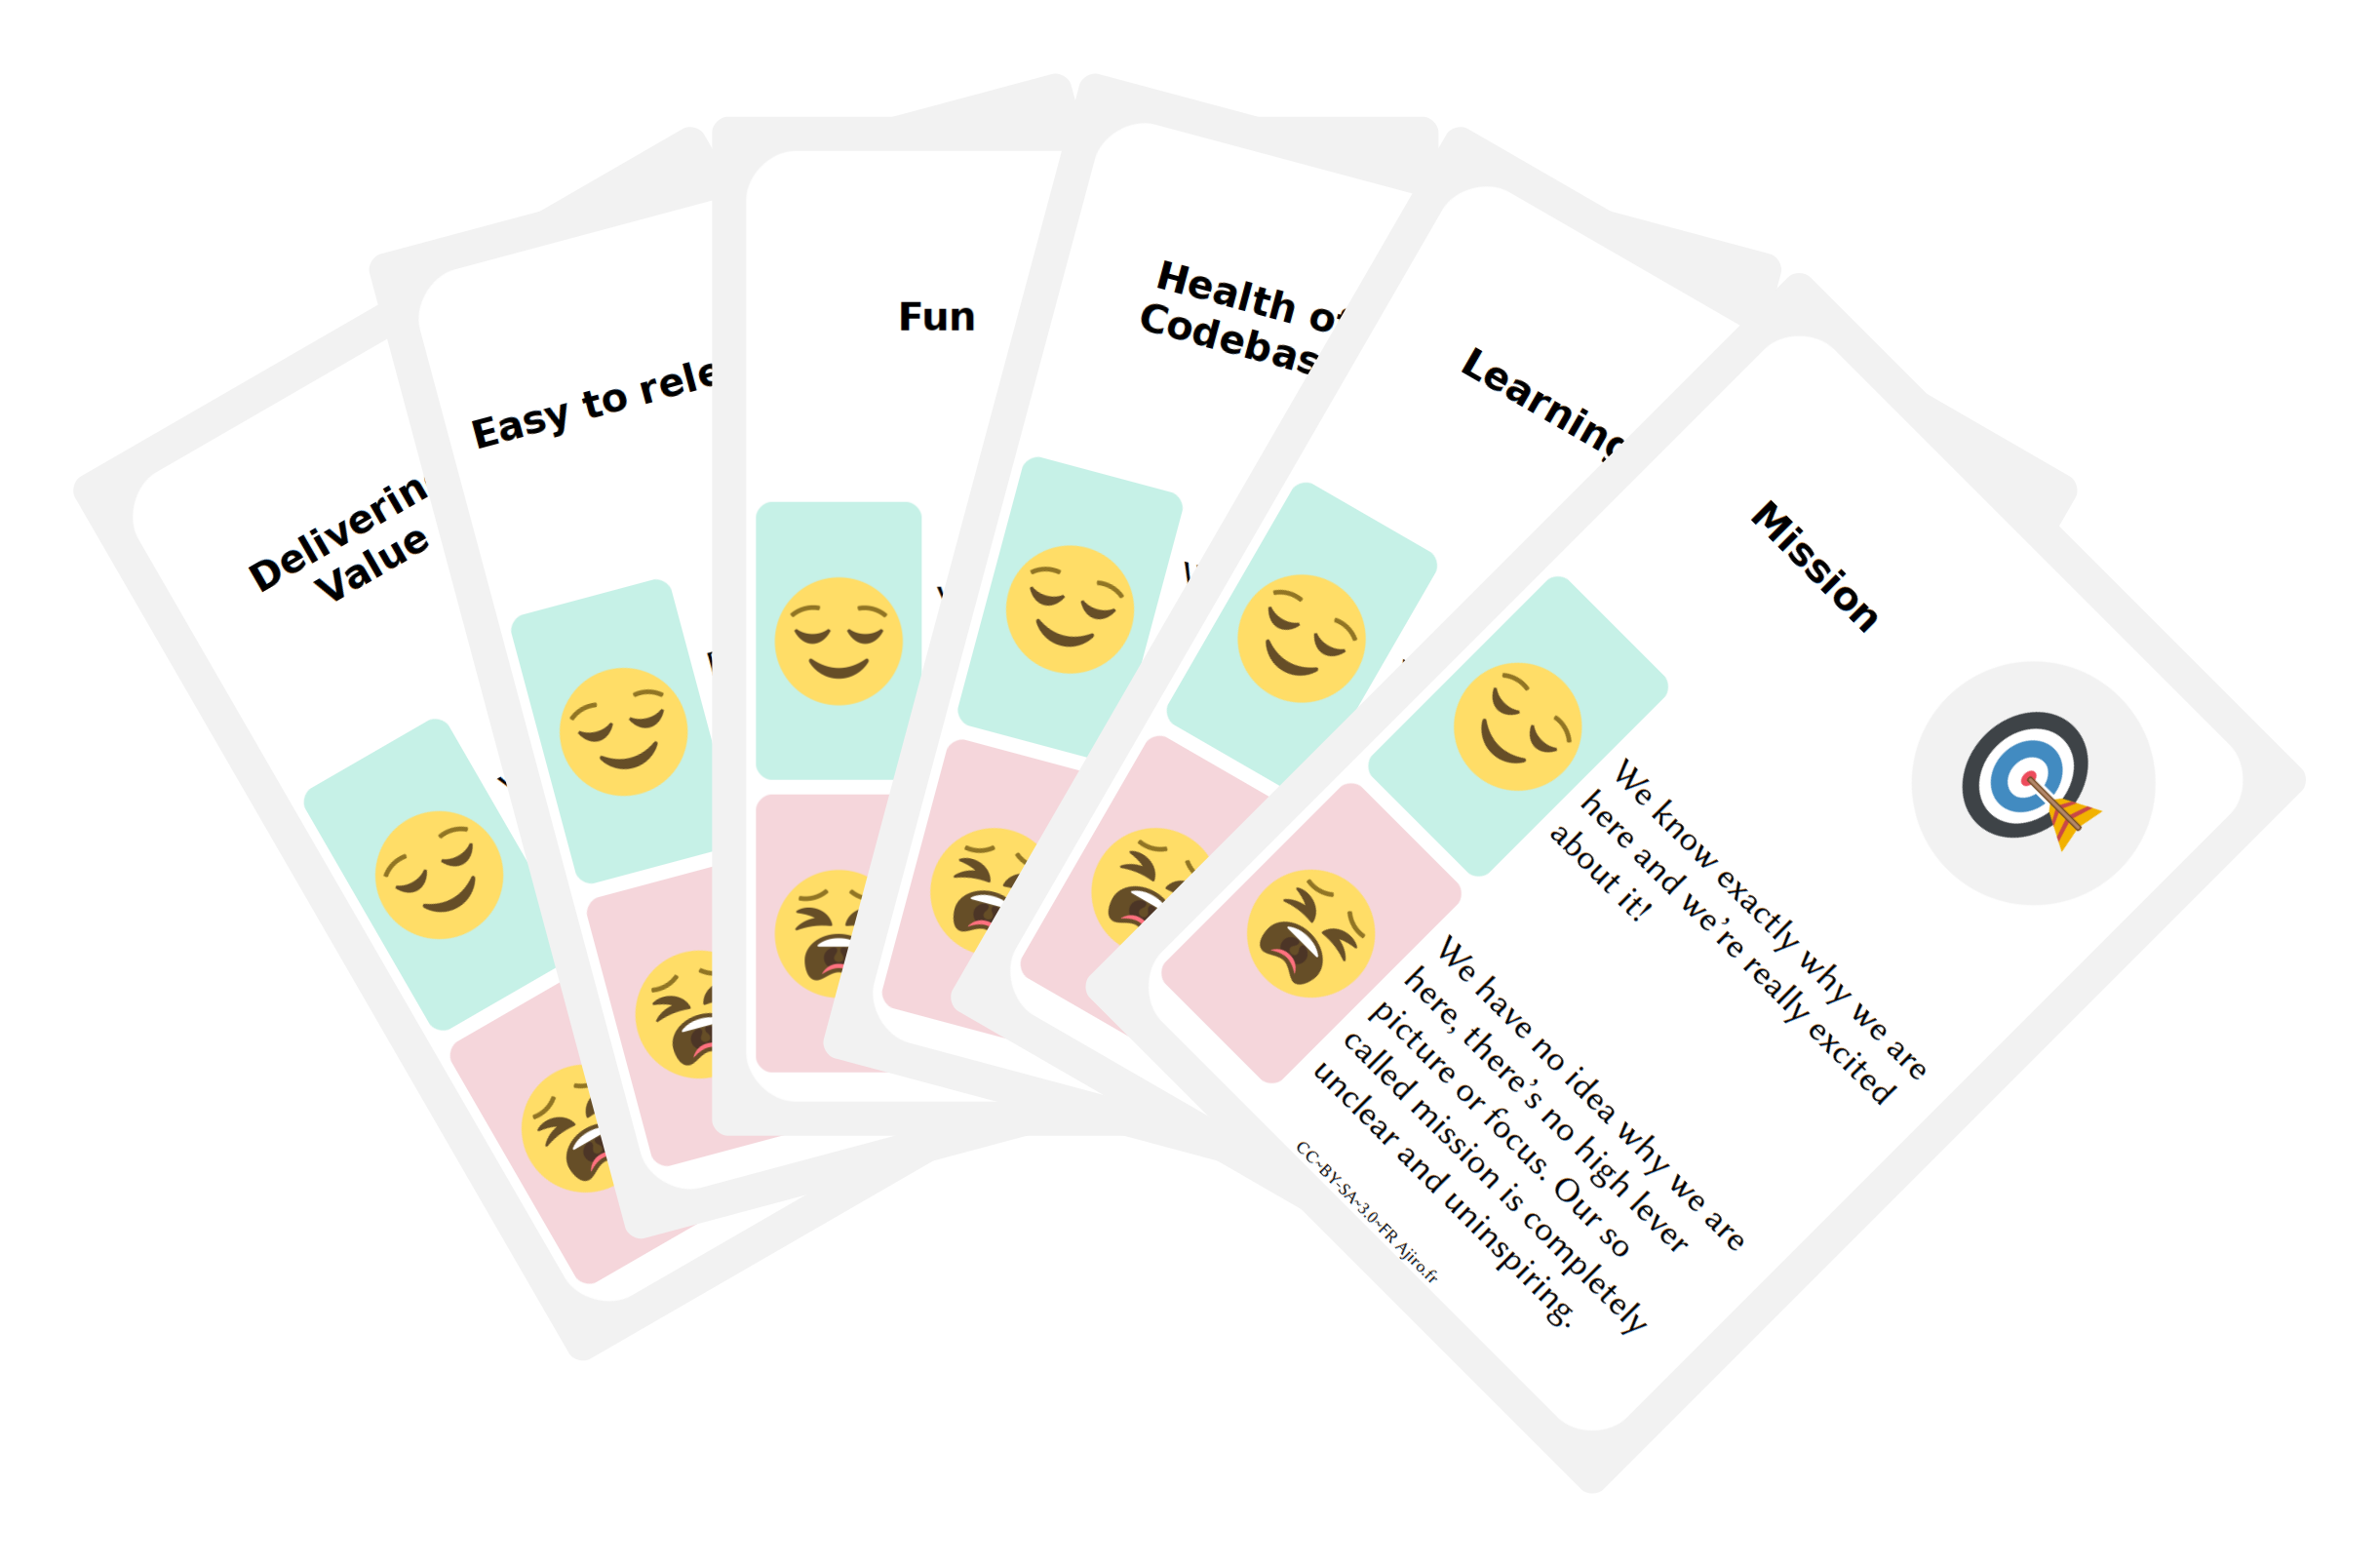 Delivering
Value
Easy to rele
Fun
Health of
Codebas
Learning
Mission
We know exactly why we are
here and we’re really excited
about it!
We have no idea why we are
here, there’s no high lever
picture or focus. Our so
called mission is completely
unclear and uninspiring.
CC~BY-SA~3.0~FR Ajiro.fr